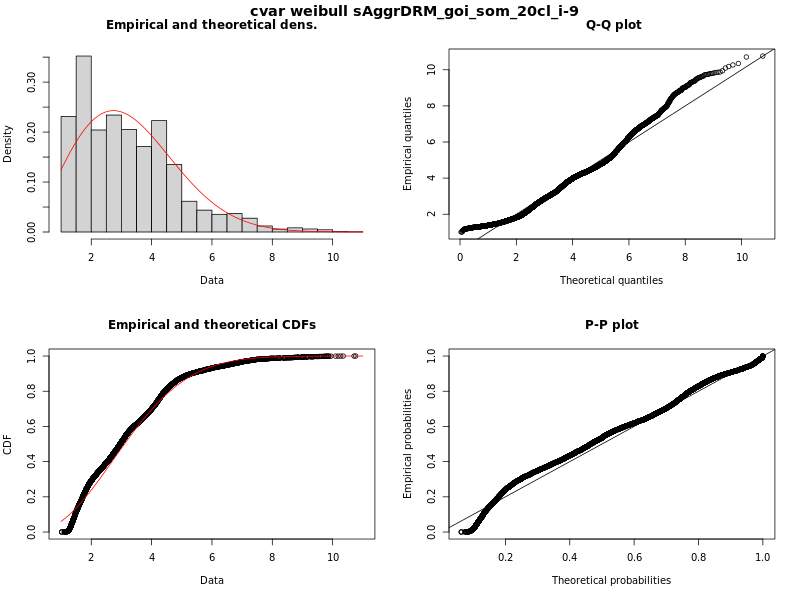 cvar weibull sAggrDRM_goi_som_20cl_i-9
Empirical and theoretical dens.
Density
0.00 0.10 0.20 0.30
2 4 6 8 10
Data
Q-Q plot
Empirical quantiles
2 4 6 8 10
0 2 4 6 8 10
Theoretical quantiles
Empirical and theoretical CDFs
CDF
0.0 0.2 0.4 0.6 0.8 1.0
2 4 6 8 10
Data
P-P plot
Empirical probabilities
0.0 0.2 0.4 0.6 0.8 1.0
0.2 0.4 0.6 0.8 1.0
Theoretical probabilities